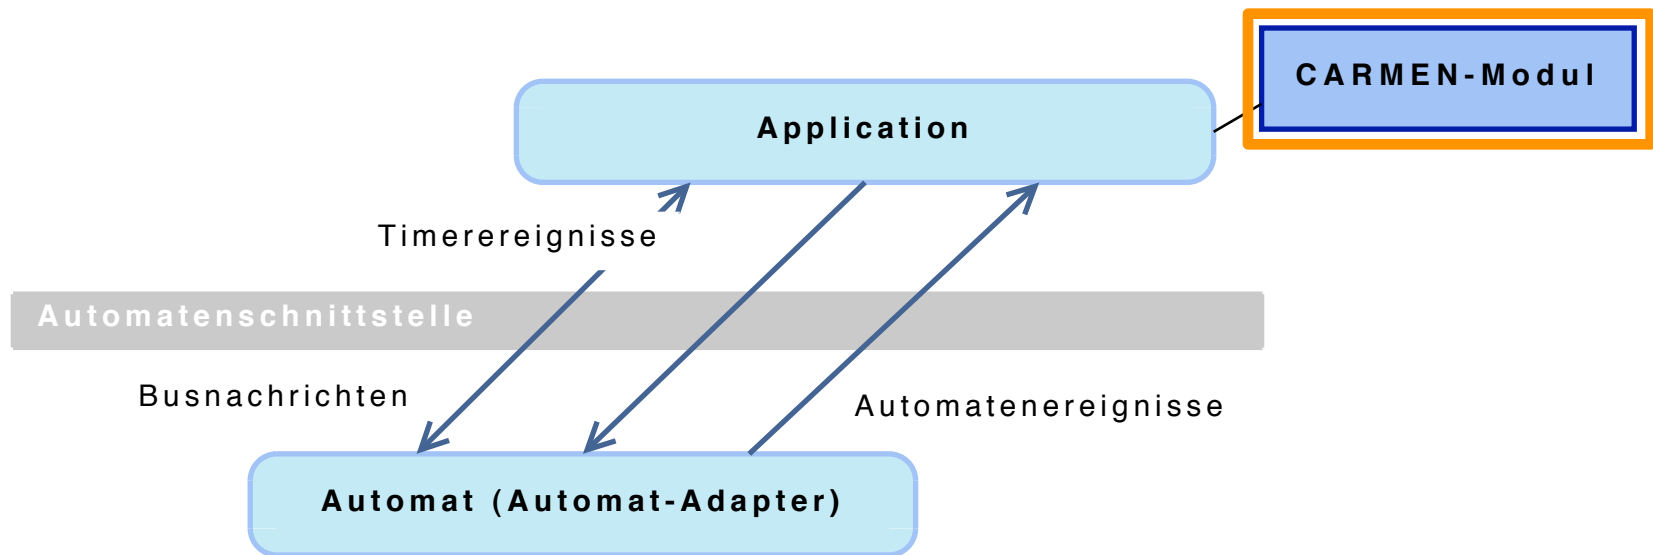 CARMEN-Modul
Application
Timerereignisse
Automatenschnittstelle
Busnachrichten
Automatenereignisse
Automat (Automat-Adapter)